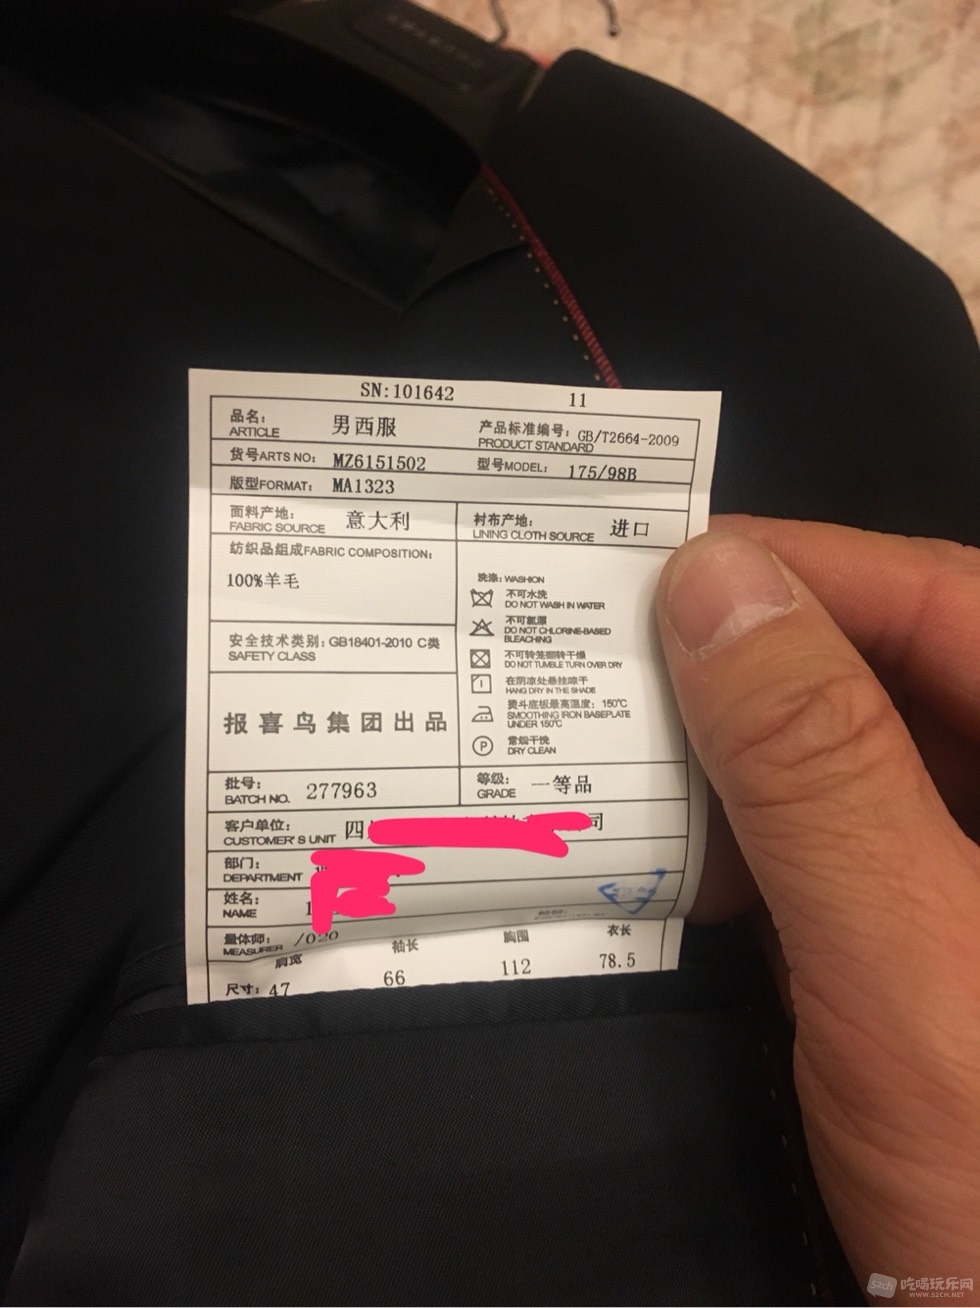 SN:101642 11
品名: 男西服 产品标准编号: GB/T2664-2009
ARTICLE PRODUCT STANDARD
货号ARTS NO: MZ6151502 型号MODEL: 175/98B
版型FORMAT: MA1323
面料产地: 意大利 衬布产地: 进口
FABRIC SOURCE LINING CLOTH SOURCE
纺织品组成FABRIC COMPOSITION:
100%羊毛
安全技术类别: GB18401-2010 C类
SAFETY CLASS
报喜鸟集团出品
洗涤: WASHION
不可水洗
DO NOT WASH IN WATER
不可氯漂
DO NOT CHLORINE-BASED
BLEACHING
不可转笼翻转干燥
DO NOT TUMBLE TURN OVER DRY
在阴凉处悬挂晾干
HANG DRY IN THE SHADE
熨斗底板最高温度: 150℃
SMOOTHING IRON BASEPLATE
UNDER 150℃
P
常规干洗
DRY CLEAN
批号: 277963 等级: 一等品
BATCH NO. GRADE
客户单位: 四 司
CUSTOMER'S UNIT
部门:
DEPARTMENT
姓名:
NAME
量体师: /020
MEASURER
肩宽 袖长 胸围 衣长
尺寸: 47 66 112 78.5
S2ch 吃喝玩乐网
WWW.S2CH.NET